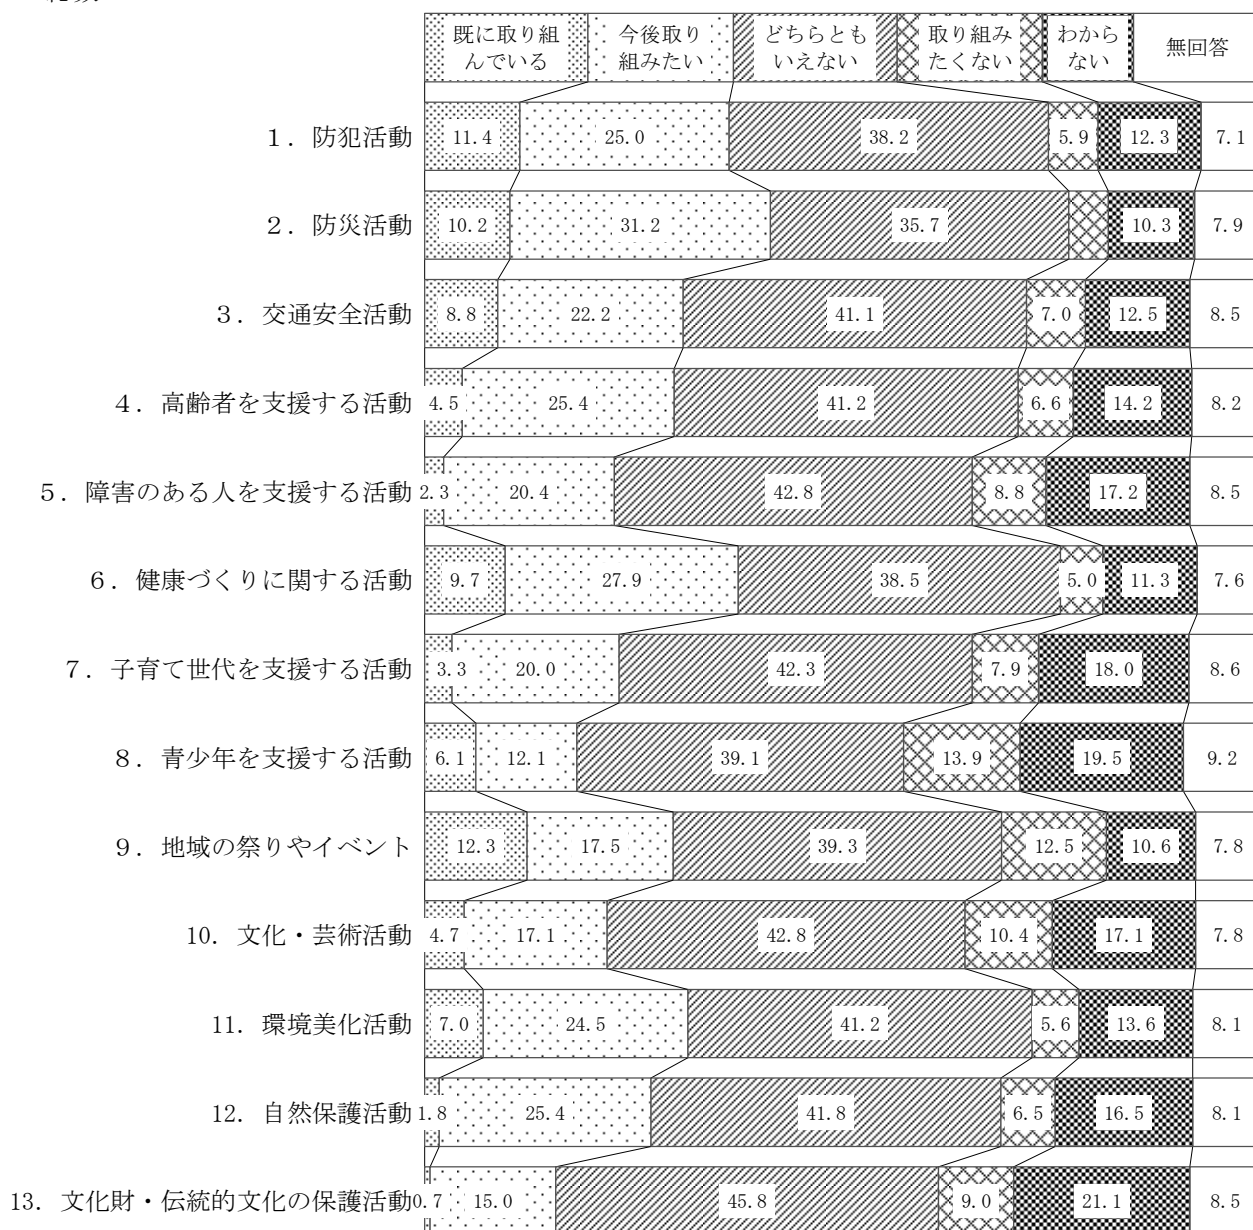 既に取り組んでいる 今後取り組みたい どちらともいえない 取り組みたくない わからない 無回答
1. 防犯活動 11.4 25.0 38.2 5.9 12.3 7.1
2. 防災活動 10.2 31.2 35.7 10.3 7.9
3. 交通安全活動 8.8 22.2 41.1 7.0 12.5 8.5
4. 高齢者を支援する活動 4.5 25.4 41.2 6.6 14.2 8.2
5. 障害のある人を支援する活動 2.3 20.4 42.8 8.8 17.2 8.5
6. 健康づくりに関する活動 9.7 27.9 38.5 5.0 11.3 7.6
7. 子育て世代を支援する活動 3.3 20.0 42.3 7.9 18.0 8.6
8. 青少年を支援する活動 6.1 12.1 39.1 13.9 19.5 9.2
9. 地域の祭りやイベント 12.3 17.5 39.3 12.5 10.6 7.8
10. 文化・芸術活動 4.7 17.1 42.8 10.4 17.1 7.8
11. 環境美化活動 7.0 24.5 41.2 5.6 13.6 8.1
12. 自然保護活動 1.8 25.4 41.8 6.5 16.5 8.1
13. 文化財・伝統的文化の保護活動 0.7 15.0 45.8 9.0 21.1 8.5